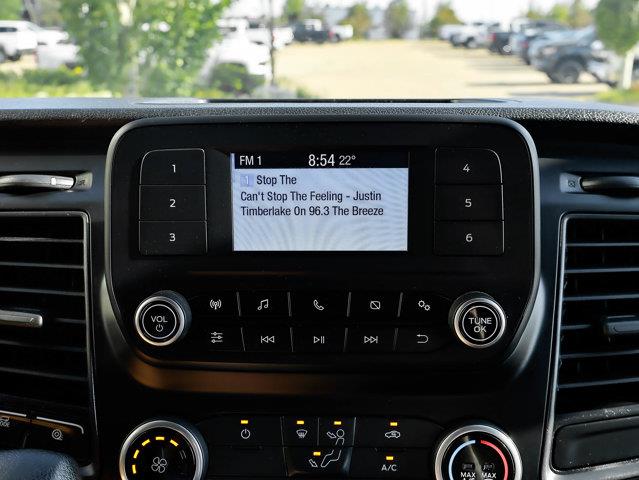 FM 1 8:54 22°
1 Stop The
Can't Stop The Feeling - Justin
Timberlake On 96.3 The Breeze
1
2
3
4
5
6
VOL
TUNE
OK
A/C
MAX
MAX